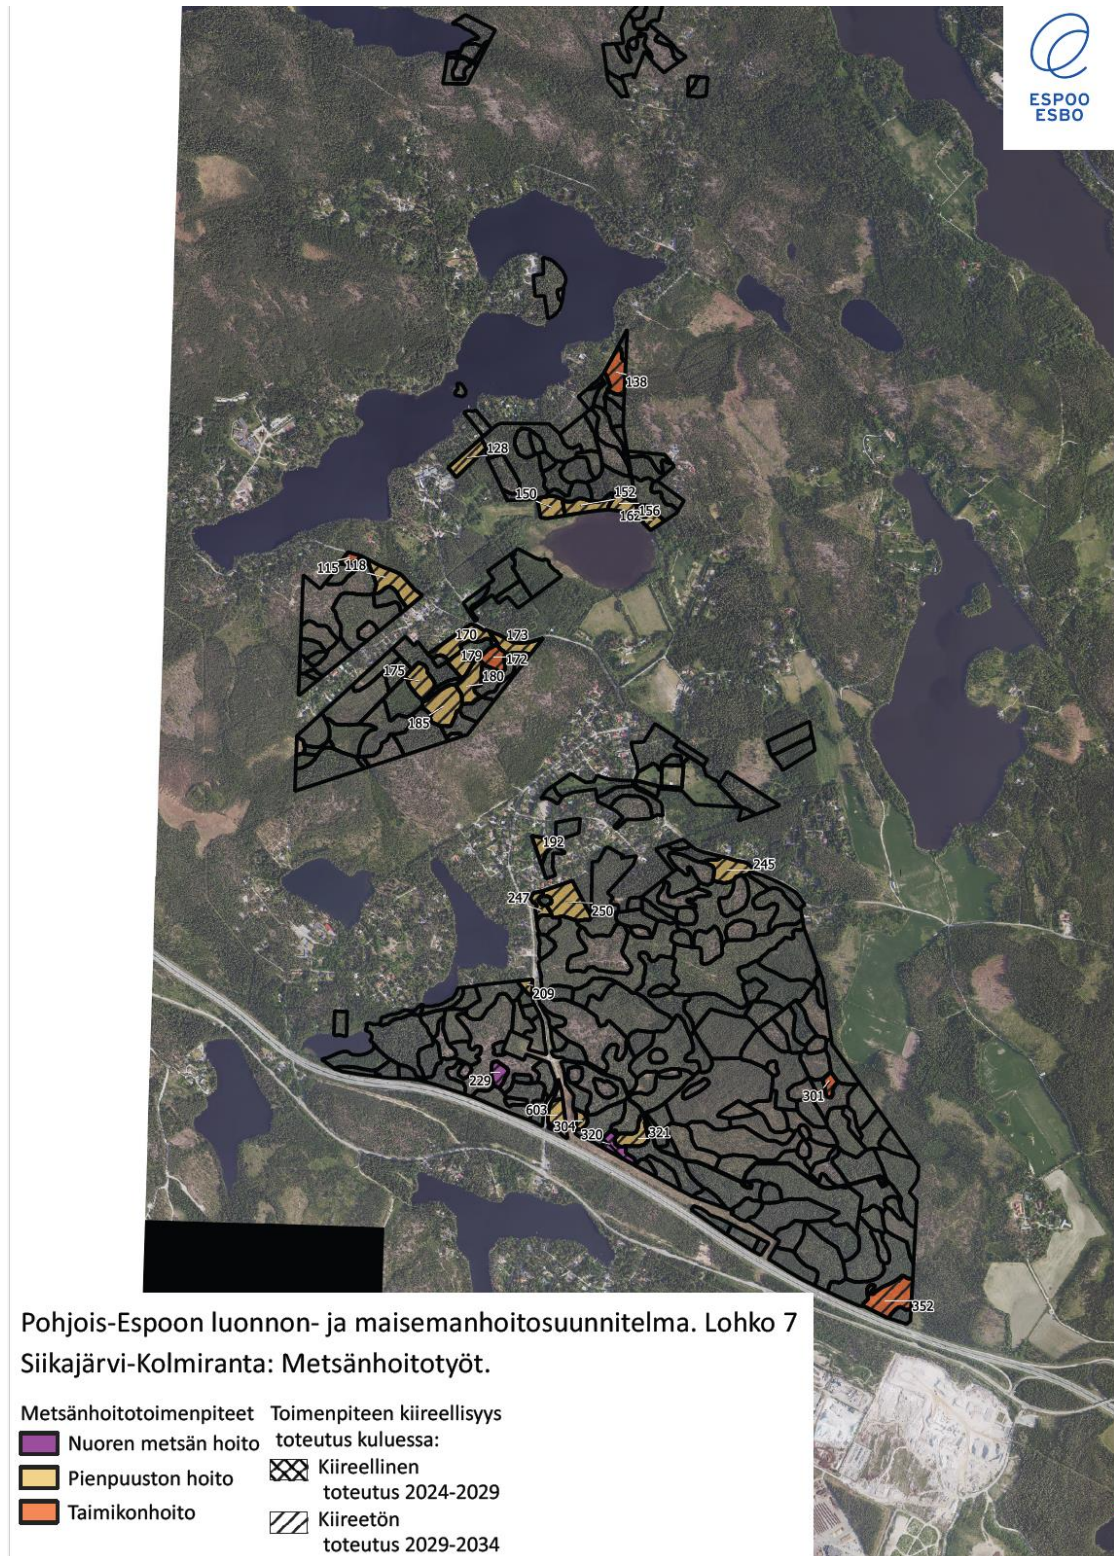 ESPOO
ESBO
138
128
150
152
156
162
115
118
170
173
179
172
175
180
185
192
245
247
250
209
229
301
603
304
320
321
352
Pohjois-Espoon luonnon- ja maisemanhoitosuunnitelma. Lohko 7
Siikajärvi-Kolmiranta: Metsänhoitotyöt.
Metsänhoitotoimenpiteet
Nuoren metsän hoito
Pienpuuston hoito
Taimikonhoito
Toimenpiteen kiireellisyys
toteutus kuluessa:
Kiireellinen
toteutus 2024-2029
Kiireetön
toteutus 2029-2034